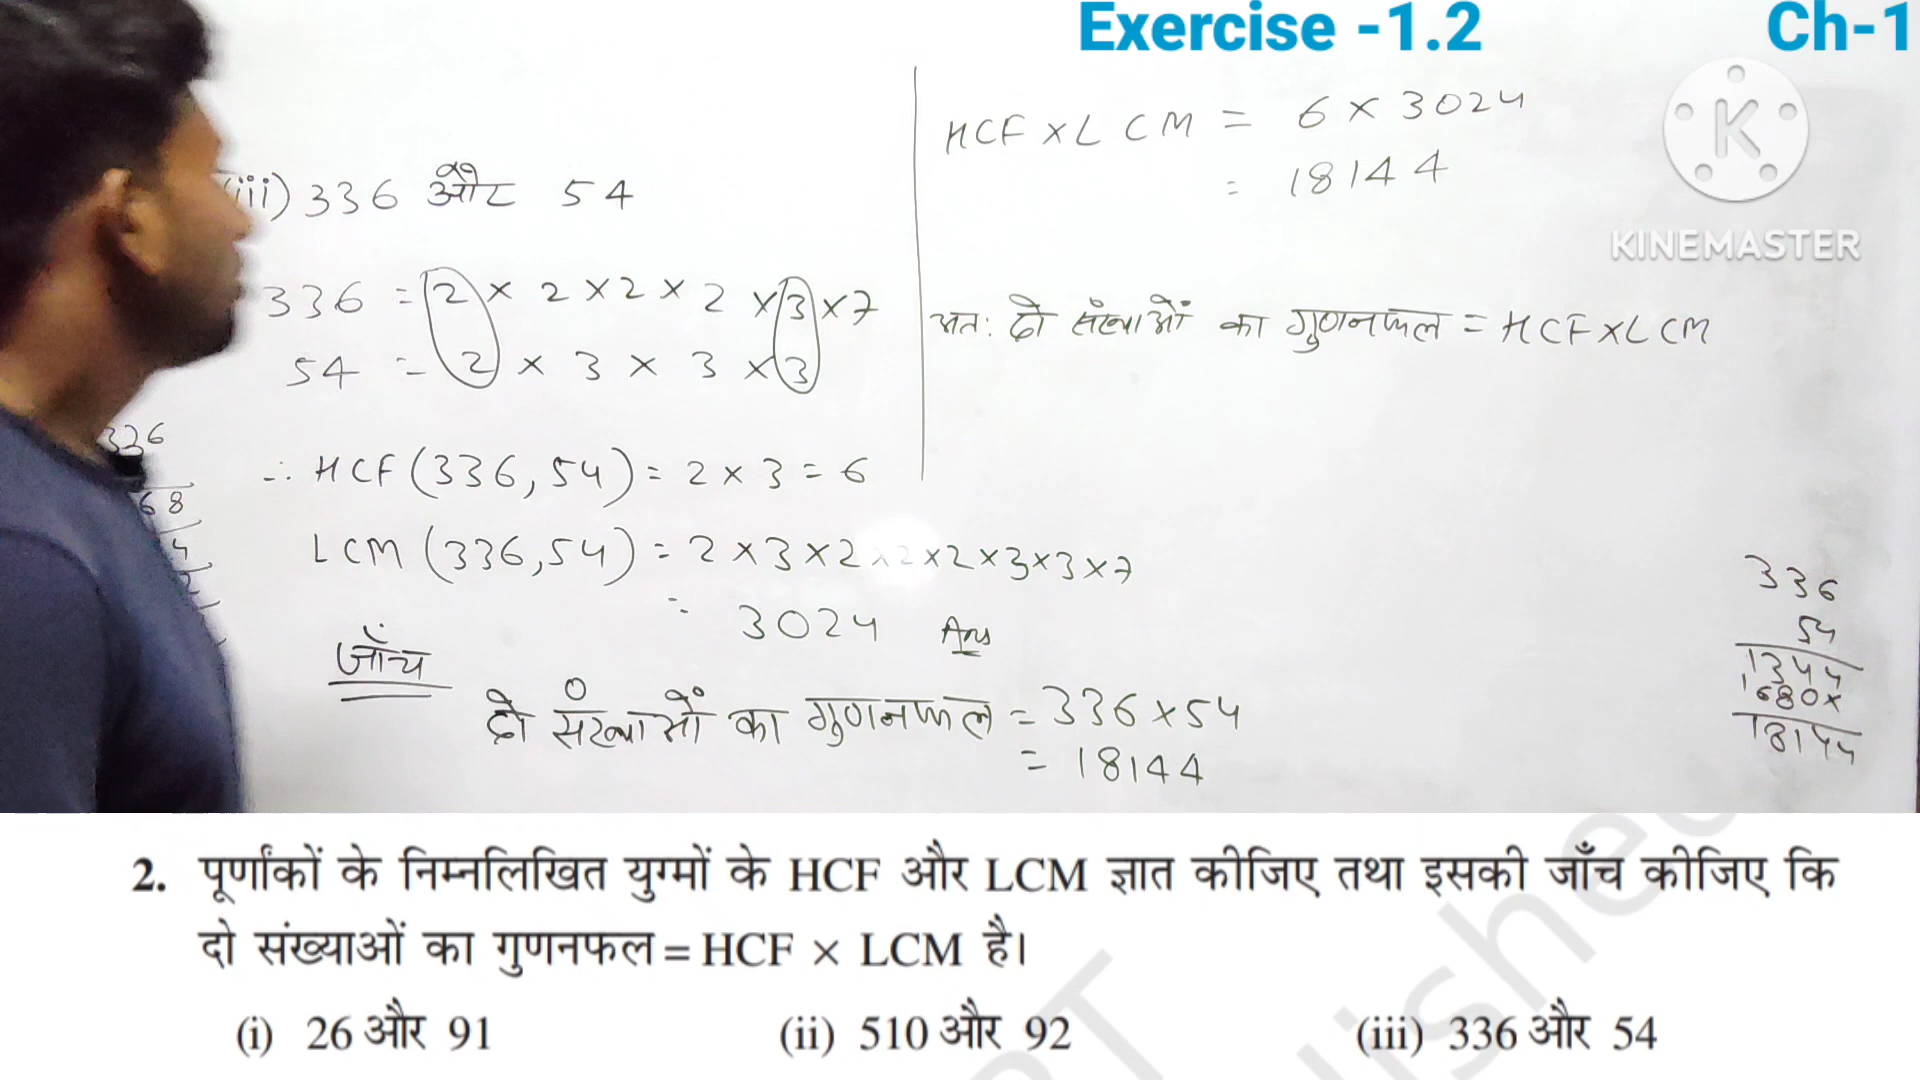 Exercise -1.2
Ch-1
KINEMASTER
(iii) 336 और 54
336 = 2 × 2 × 2 × 2 × 3 × 7
54 = 2 × 3 × 3 × 3
∴ HCF (336, 54) = 2 × 3 = 6
LCM (336, 54) = 2 × 3 × 2 × 2 × 2 × 3 × 3 × 7
= 3024 Ans
जाँच
दो संख्याओं का गुणनफल = 336 × 54
= 18144
336
68
4
2
HCF × LCM = 6 × 3024
= 18144
अतः दो संख्याओं का गुणनफल = HCF × LCM
336
54
1344
1680×
18144
2. पूर्णांकों के निम्नलिखित युग्मों के HCF और LCM ज्ञात कीजिए तथा इसकी जाँच कीजिए कि
दो संख्याओं का गुणनफल = HCF × LCM है।
(i) 26 और 91 (ii) 510 और 92 (iii) 336 और 54